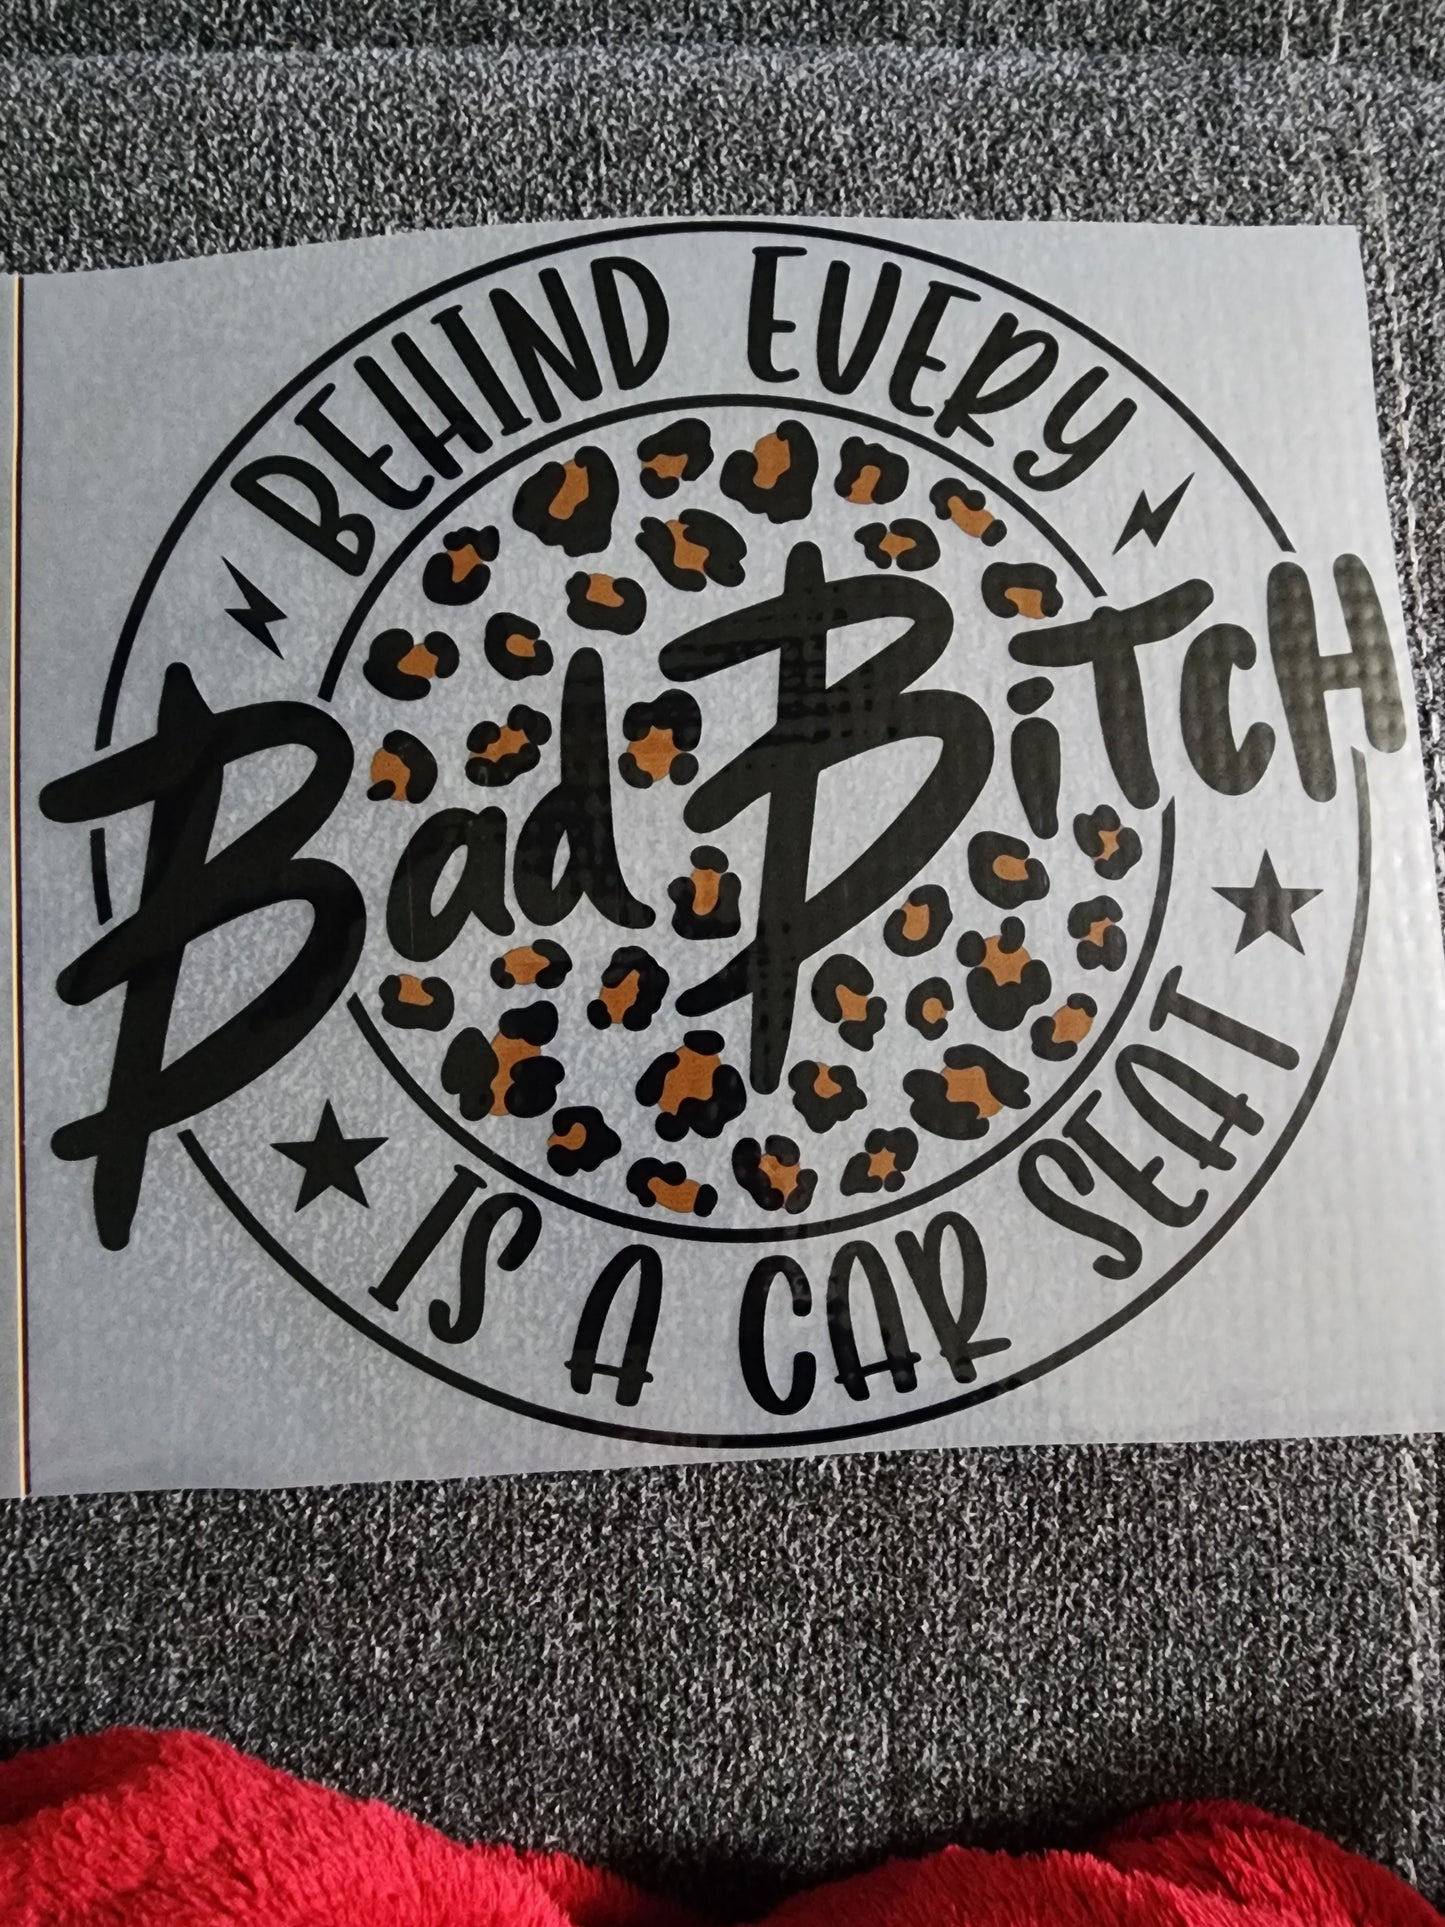 BEHIND EVERY
Bad BiTCH
IS A CAR SEAT